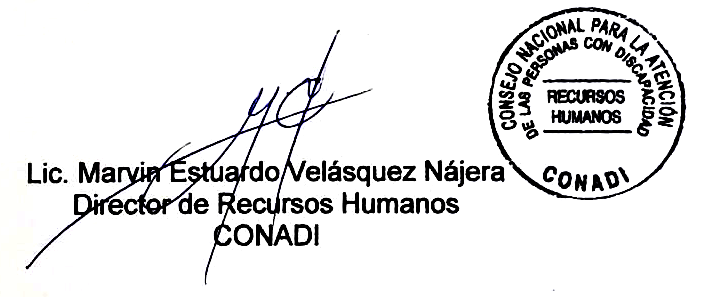 CONSEJO NACIONAL PARA LA ATENCIÓN
DE LAS PERSONAS CON DISCAPACIDAD
RECURSOS
HUMANOS
CONADI
Lic. Marvin Estuardo Velásquez Nájera
Director de Recursos Humanos
CONADI